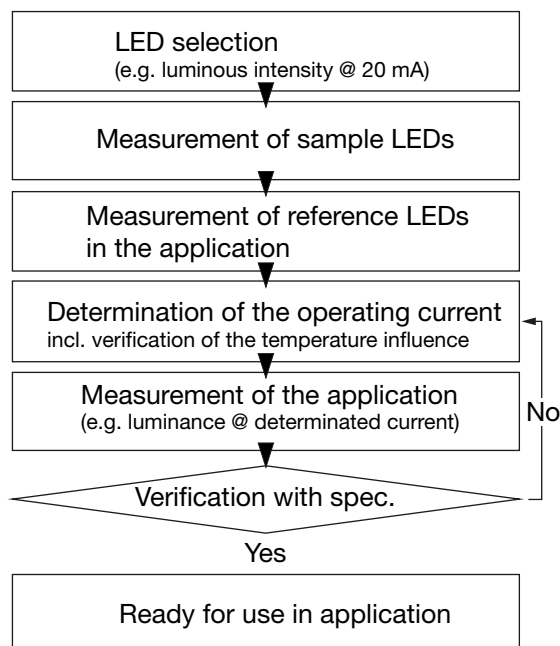 LED selection
(e.g. luminous intensity @ 20 mA)
Measurement of sample LEDs
Measurement of reference LEDs
in the application
Determination of the operating current
incl. verification of the temperature influence
Measurement of the application
(e.g. luminance @ determinated current)
No
Verification with spec.
Yes
Ready for use in application